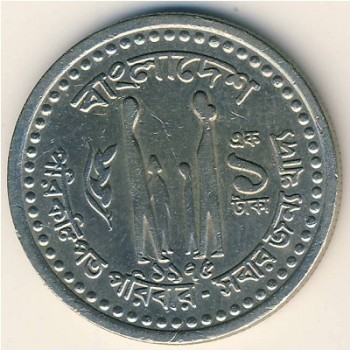 বাংলাদেশ
এক
১
টাকা
১৯৭৫
পরিকল্পিত পরিবার - সবার জন্য খাদ্য